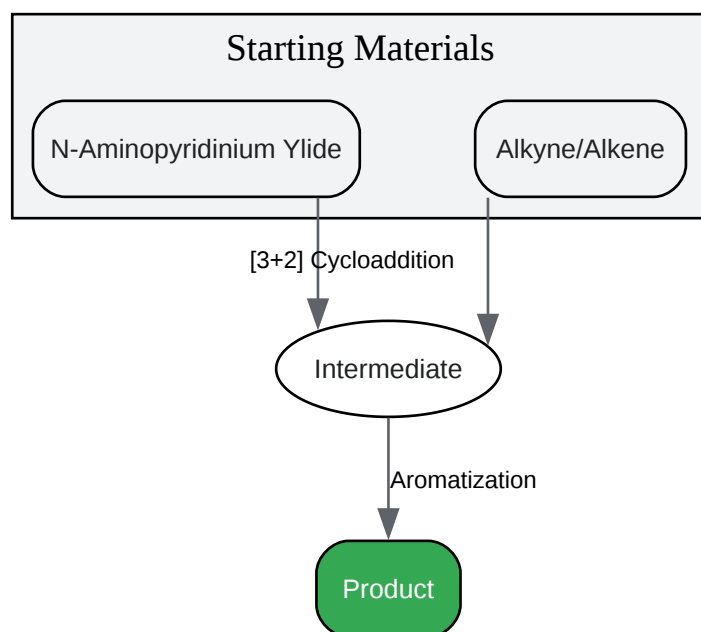 Starting Materials
N-Aminopyridinium Ylide
Alkyne/Alkene
[3+2] Cycloaddition
Intermediate
Aromatization
Product